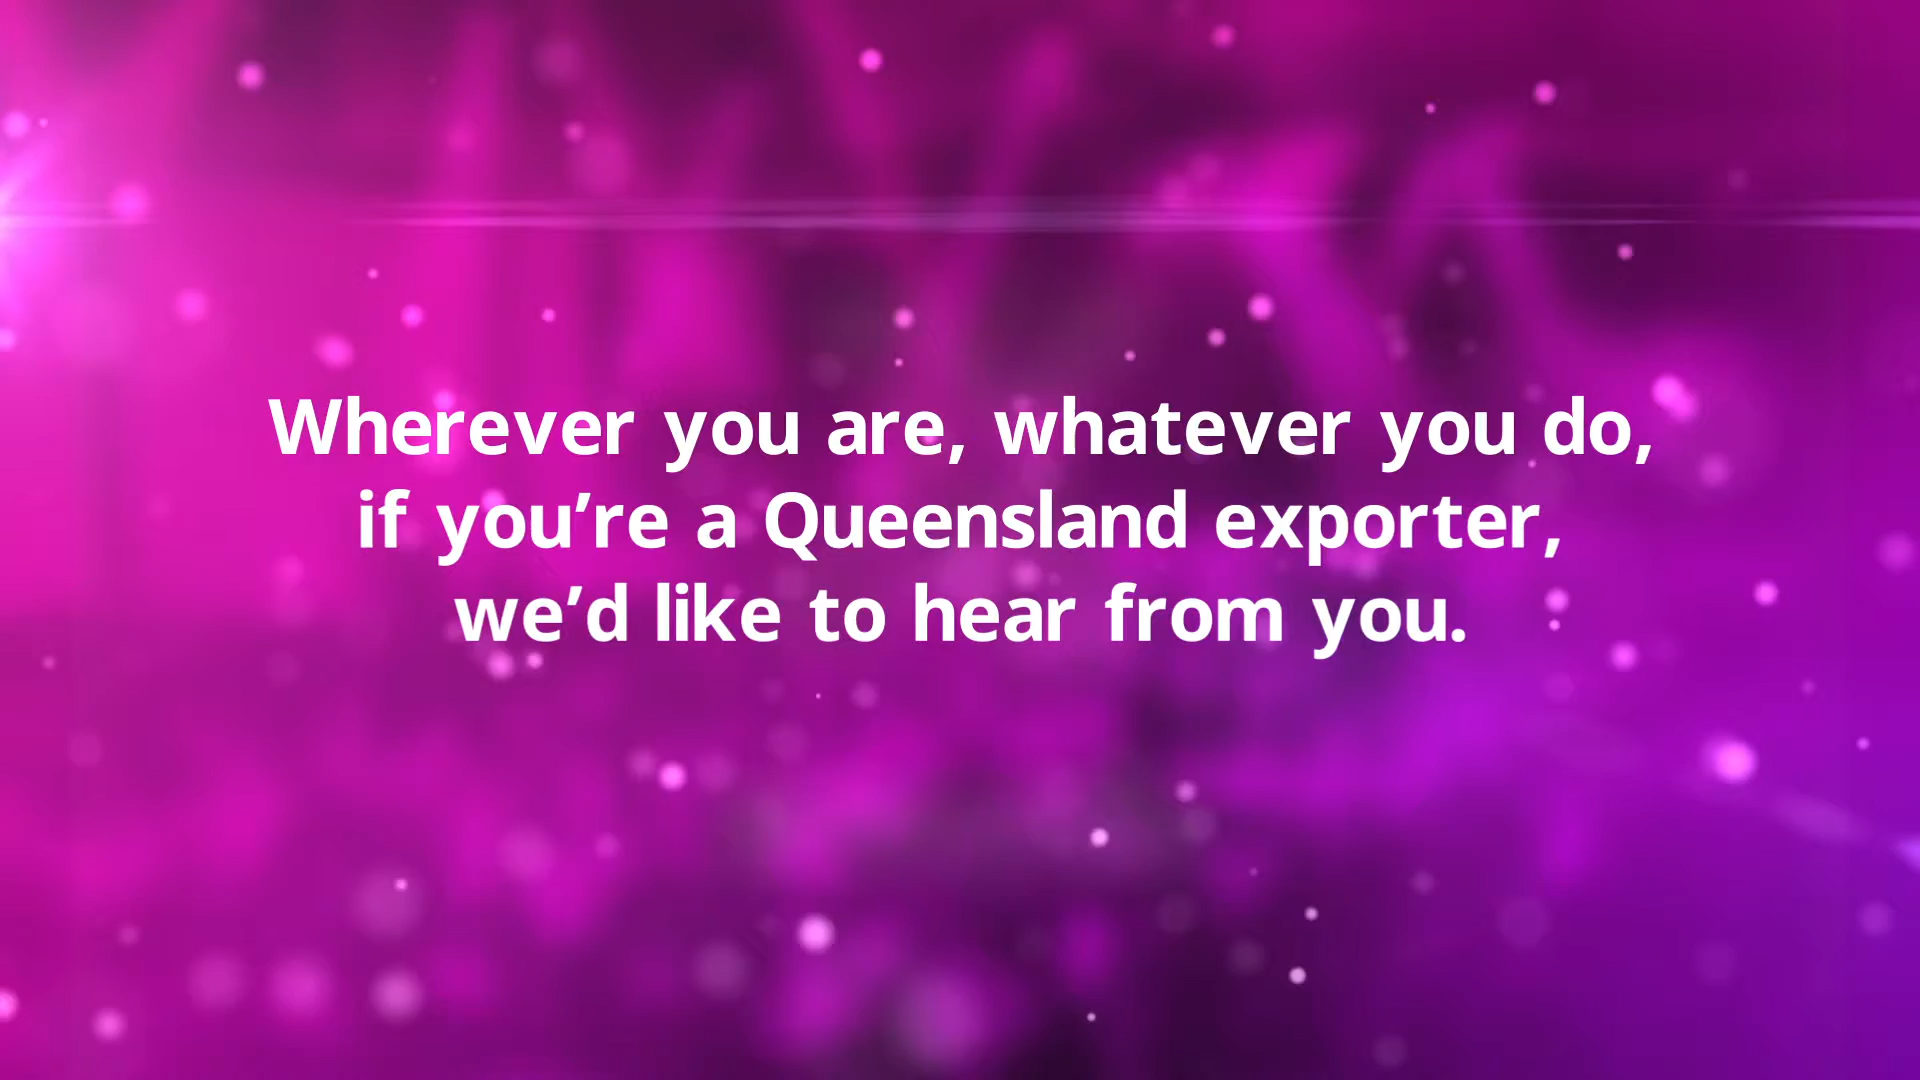 Wherever you are, whatever you do,
if you’re a Queensland exporter,
we’d like to hear from you.